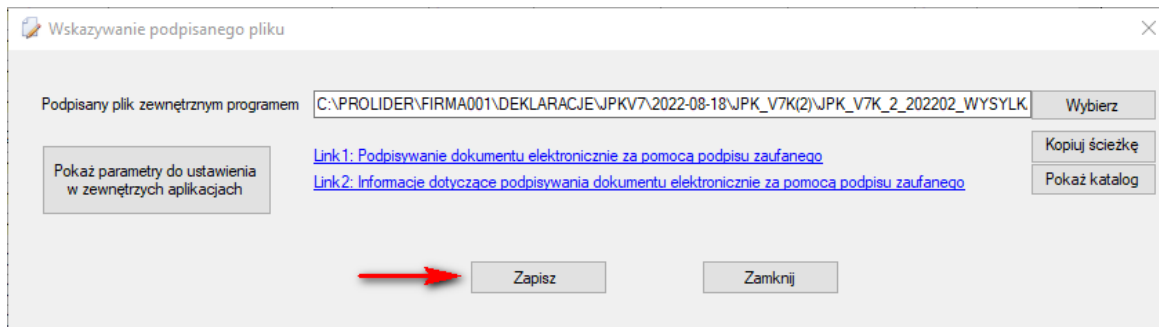 Wskazywanie podpisanego pliku
Podpisany plik zewnętrznym programem
C:\PROLIDER\FIRMA001\DEKLARACJE\JPKV7\2022-08-18\JPK_V7K(2)\JPK_V7K_2_202202_WYSYLK
Wybierz
Kopiuj ścieżkę
Pokaż katalog
Pokaż parametry do ustawienia
w zewnętrzych aplikacjach
Link1: Podpisywanie dokumentu elektronicznie za pomocą podpisu zaufanego
Link2: Informacje dotyczące podpisywania dokumentu elektronicznie za pomocą podpisu zaufanego
Zapisz
Zamknij